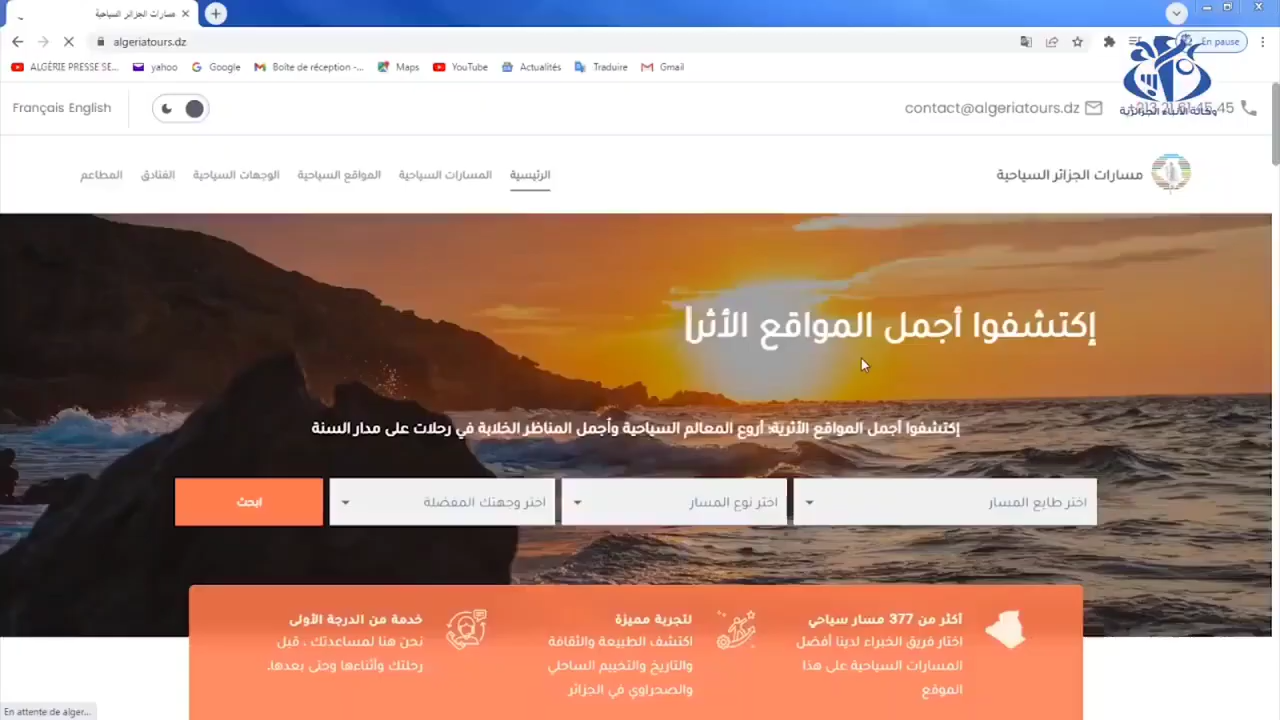 مسارات الجزائر السياحية
algeriatours.dz
En pause
ALGÉRIE PRESSE SE...
yahoo
Google
Boîte de réception -...
Maps
YouTube
Actualités
Traduire
Gmail
Français English
contact@algeriatours.dz
وكالة الأنباء الجزائرية
مسارات الجزائر السياحية
الرئيسية
المسارات السياحية
المواقع السياحية
الوجهات السياحية
الفنادق
المطاعم
إكتشفوا أجمل المواقع الأثر
إكتشفوا أجمل المواقع الأثرية: أروع المعالم السياحية وأجمل المناظر الخلابة في رحلات على مدار السنة
اختر طابع المسار
اختر نوع المسار
اختر وجهتك المفضلة
ابحث
أكثر من 377 مسار سياحي
اختار فريق الخبراء لدينا أفضل
المسارات السياحية على هذا
الموقع
لتجربة مميزة
اكتشف الطبيعة والثقافة
والتاريخ والتخييم الساحلي
والصحراوي في الجزائر
خدمة من الدرجة الأولى
نحن هنا لمساعدتك ، قبل
رحلتك وأثناءها وحتى بعدها.
En attente de alger...